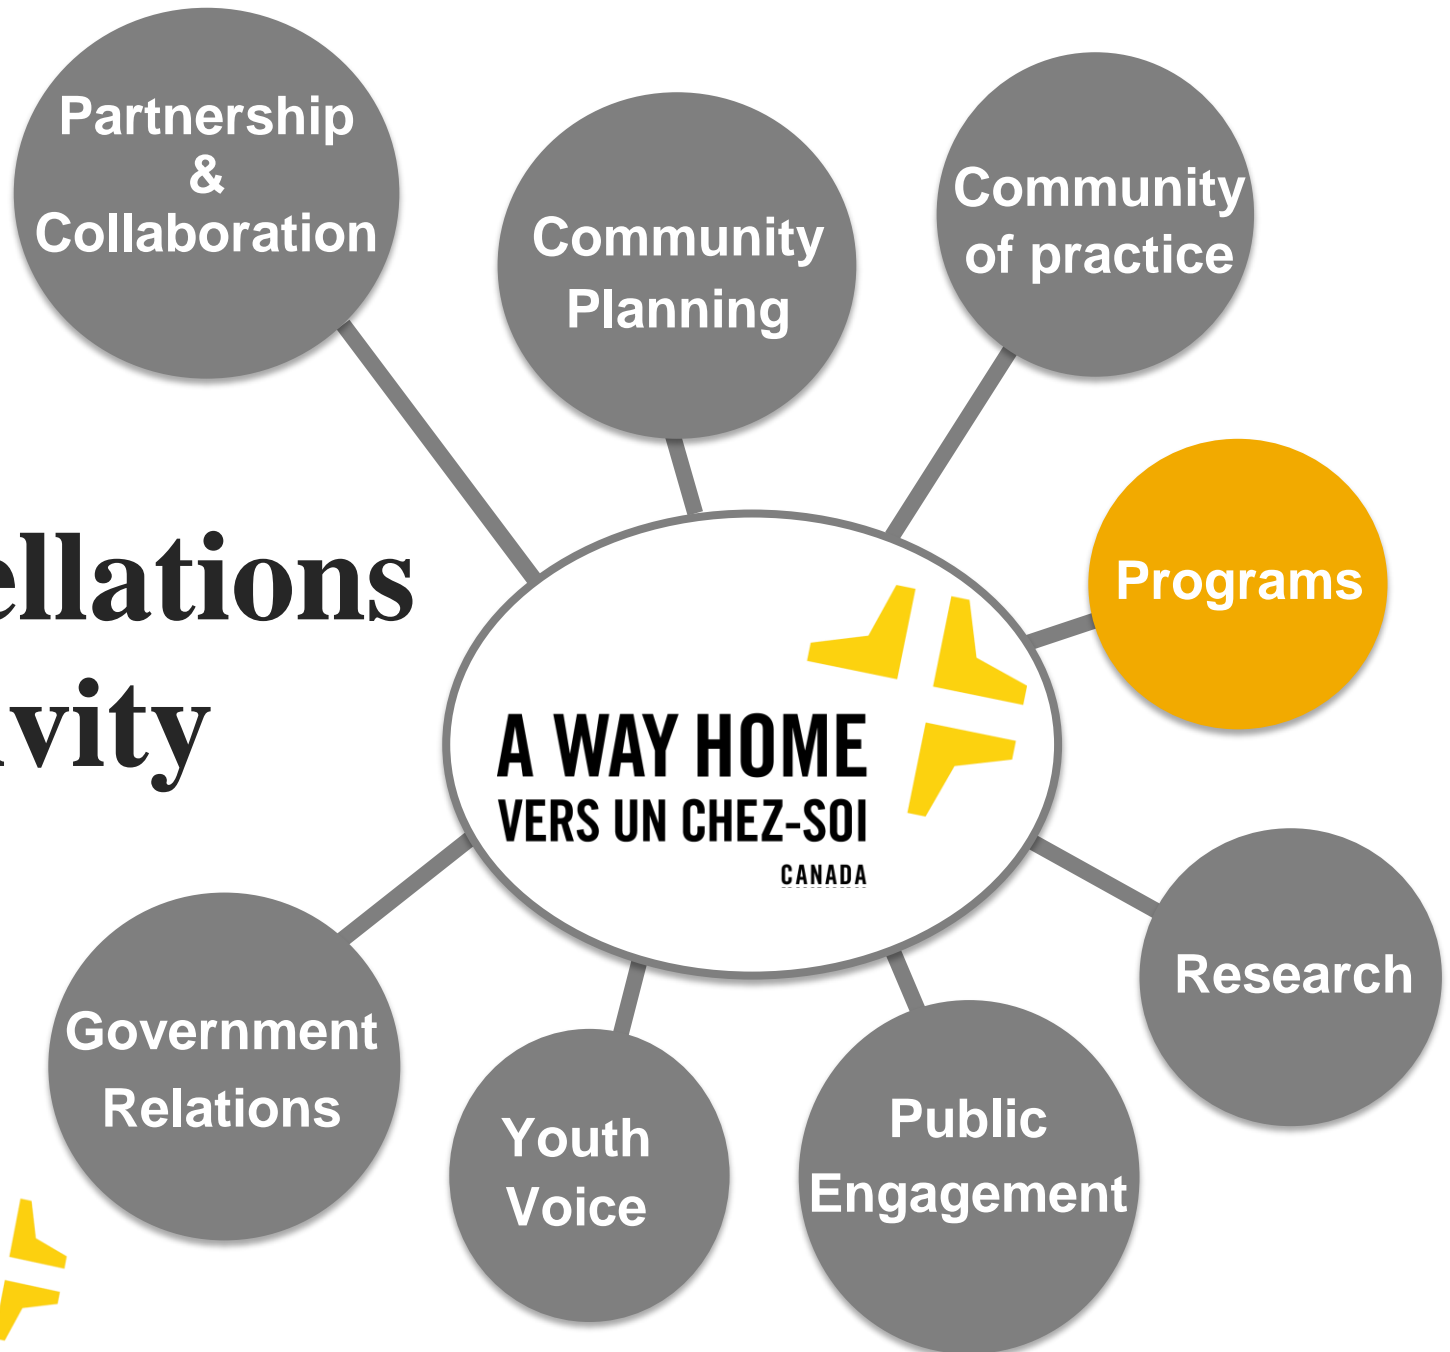 Partnership
&
Collaboration
Community
Planning
Community
of practice
Programs
ellations
vity
A WAY HOME
VERS UN CHEZ-SOI
CANADA
Research
Government
Relations
Youth
Voice
Public
Engagement